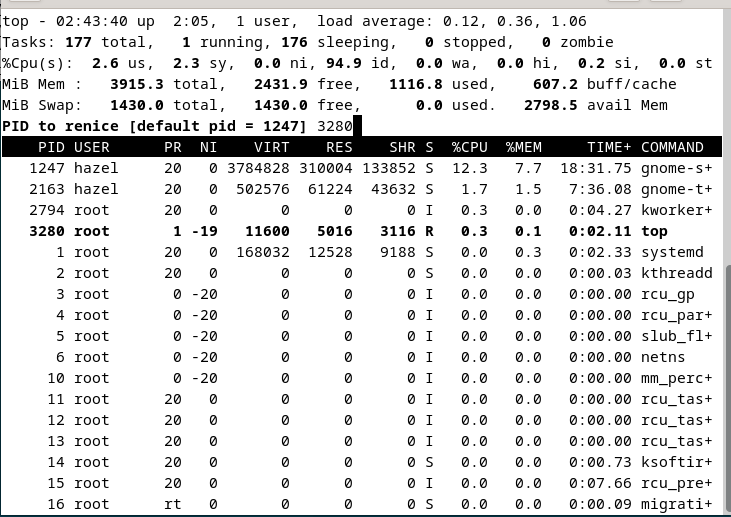 top - 02:43:40 up  2:05,  1 user,  load average: 0.12, 0.36, 1.06
Tasks: 177 total,   1 running, 176 sleeping,   0 stopped,   0 zombie
%Cpu(s):  2.6 us,  2.3 sy,  0.0 ni, 94.9 id,  0.0 wa,  0.0 hi,  0.2 si,  0.0 st
MiB Mem :   3915.3 total,   2431.9 free,   1116.8 used,    607.2 buff/cache
MiB Swap:   1430.0 total,   1430.0 free,      0.0 used.   2798.5 avail Mem
PID to renice [default pid = 1247] 3280
PID USER      PR  NI    VIRT    RES    SHR S  %CPU  %MEM     TIME+ COMMAND
1247 hazel     20   0 3784828 310004 133852 S  12.3   7.7  18:31.75 gnome-s+
2163 hazel     20   0  502576  61224  43632 S   1.7   1.5   7:36.08 gnome-t+
2794 root      20   0       0      0      0 I   0.3   0.0   0:04.27 kworker+
3280 root       1 -19   11600   5016   3116 R   0.3   0.1   0:02.11 top
1 root      20   0  168032  12528   9188 S   0.0   0.3   0:02.33 systemd
2 root      20   0       0      0      0 S   0.0   0.0   0:00.03 kthreadd
3 root       0 -20       0      0      0 I   0.0   0.0   0:00.00 rcu_gp
4 root       0 -20       0      0      0 I   0.0   0.0   0:00.00 rcu_par+
5 root       0 -20       0      0      0 I   0.0   0.0   0:00.00 slub_fl+
6 root       0 -20       0      0      0 I   0.0   0.0   0:00.00 netns
10 root       0 -20       0      0      0 I   0.0   0.0   0:00.00 mm_perc+
11 root      20   0       0      0      0 I   0.0   0.0   0:00.00 rcu_tas+
12 root      20   0       0      0      0 I   0.0   0.0   0:00.00 rcu_tas+
13 root      20   0       0      0      0 I   0.0   0.0   0:00.00 rcu_tas+
14 root      20   0       0      0      0 S   0.0   0.0   0:00.73 ksoftir+
15 root      20   0       0      0      0 I   0.0   0.0   0:07.66 rcu_pre+
16 root      rt   0       0      0      0 S   0.0   0.0   0:00.09 migrati+